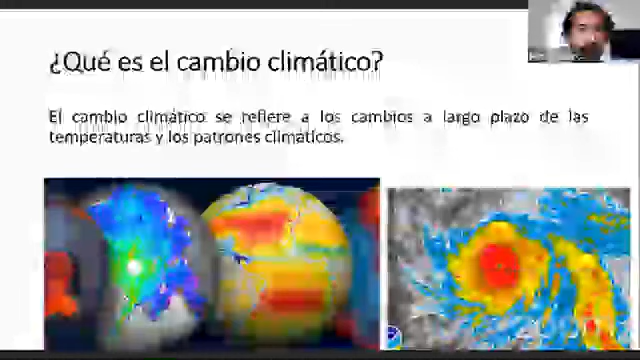 ¿Qué es el cambio climático?
El cambio climático se refiere a los cambios a largo plazo de las
temperaturas y los patrones climáticos.